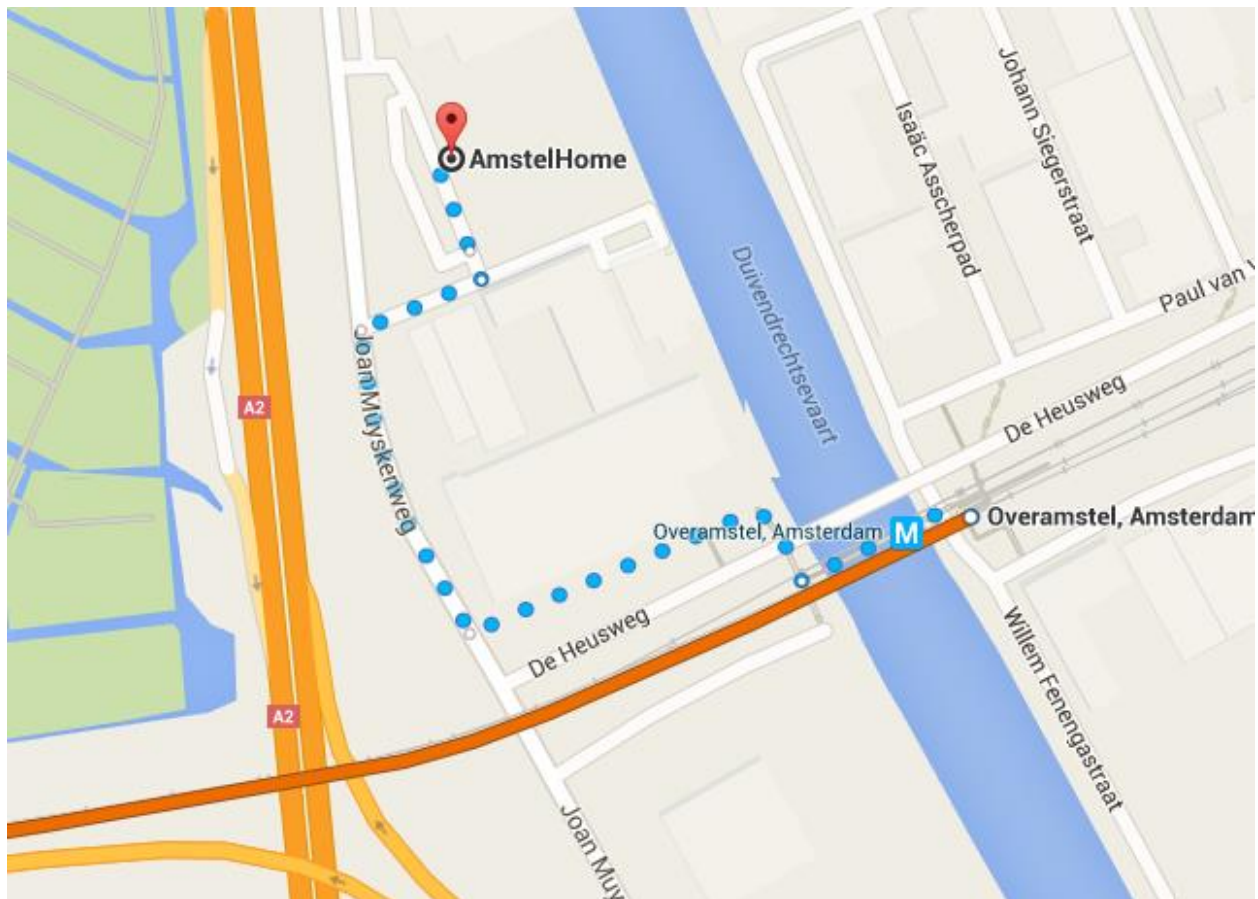 Isaäc Asscherpad
Johann Siegerstraat
AmstelHome
Duivendrechtsevaart
Paul van V
A2
Joan Muyskenweg
De Heusweg
Overamstel, Amsterdam
M
Overamstel, Amsterdam
De Heusweg
A2
Willem Fenengastraat
Joan Muy